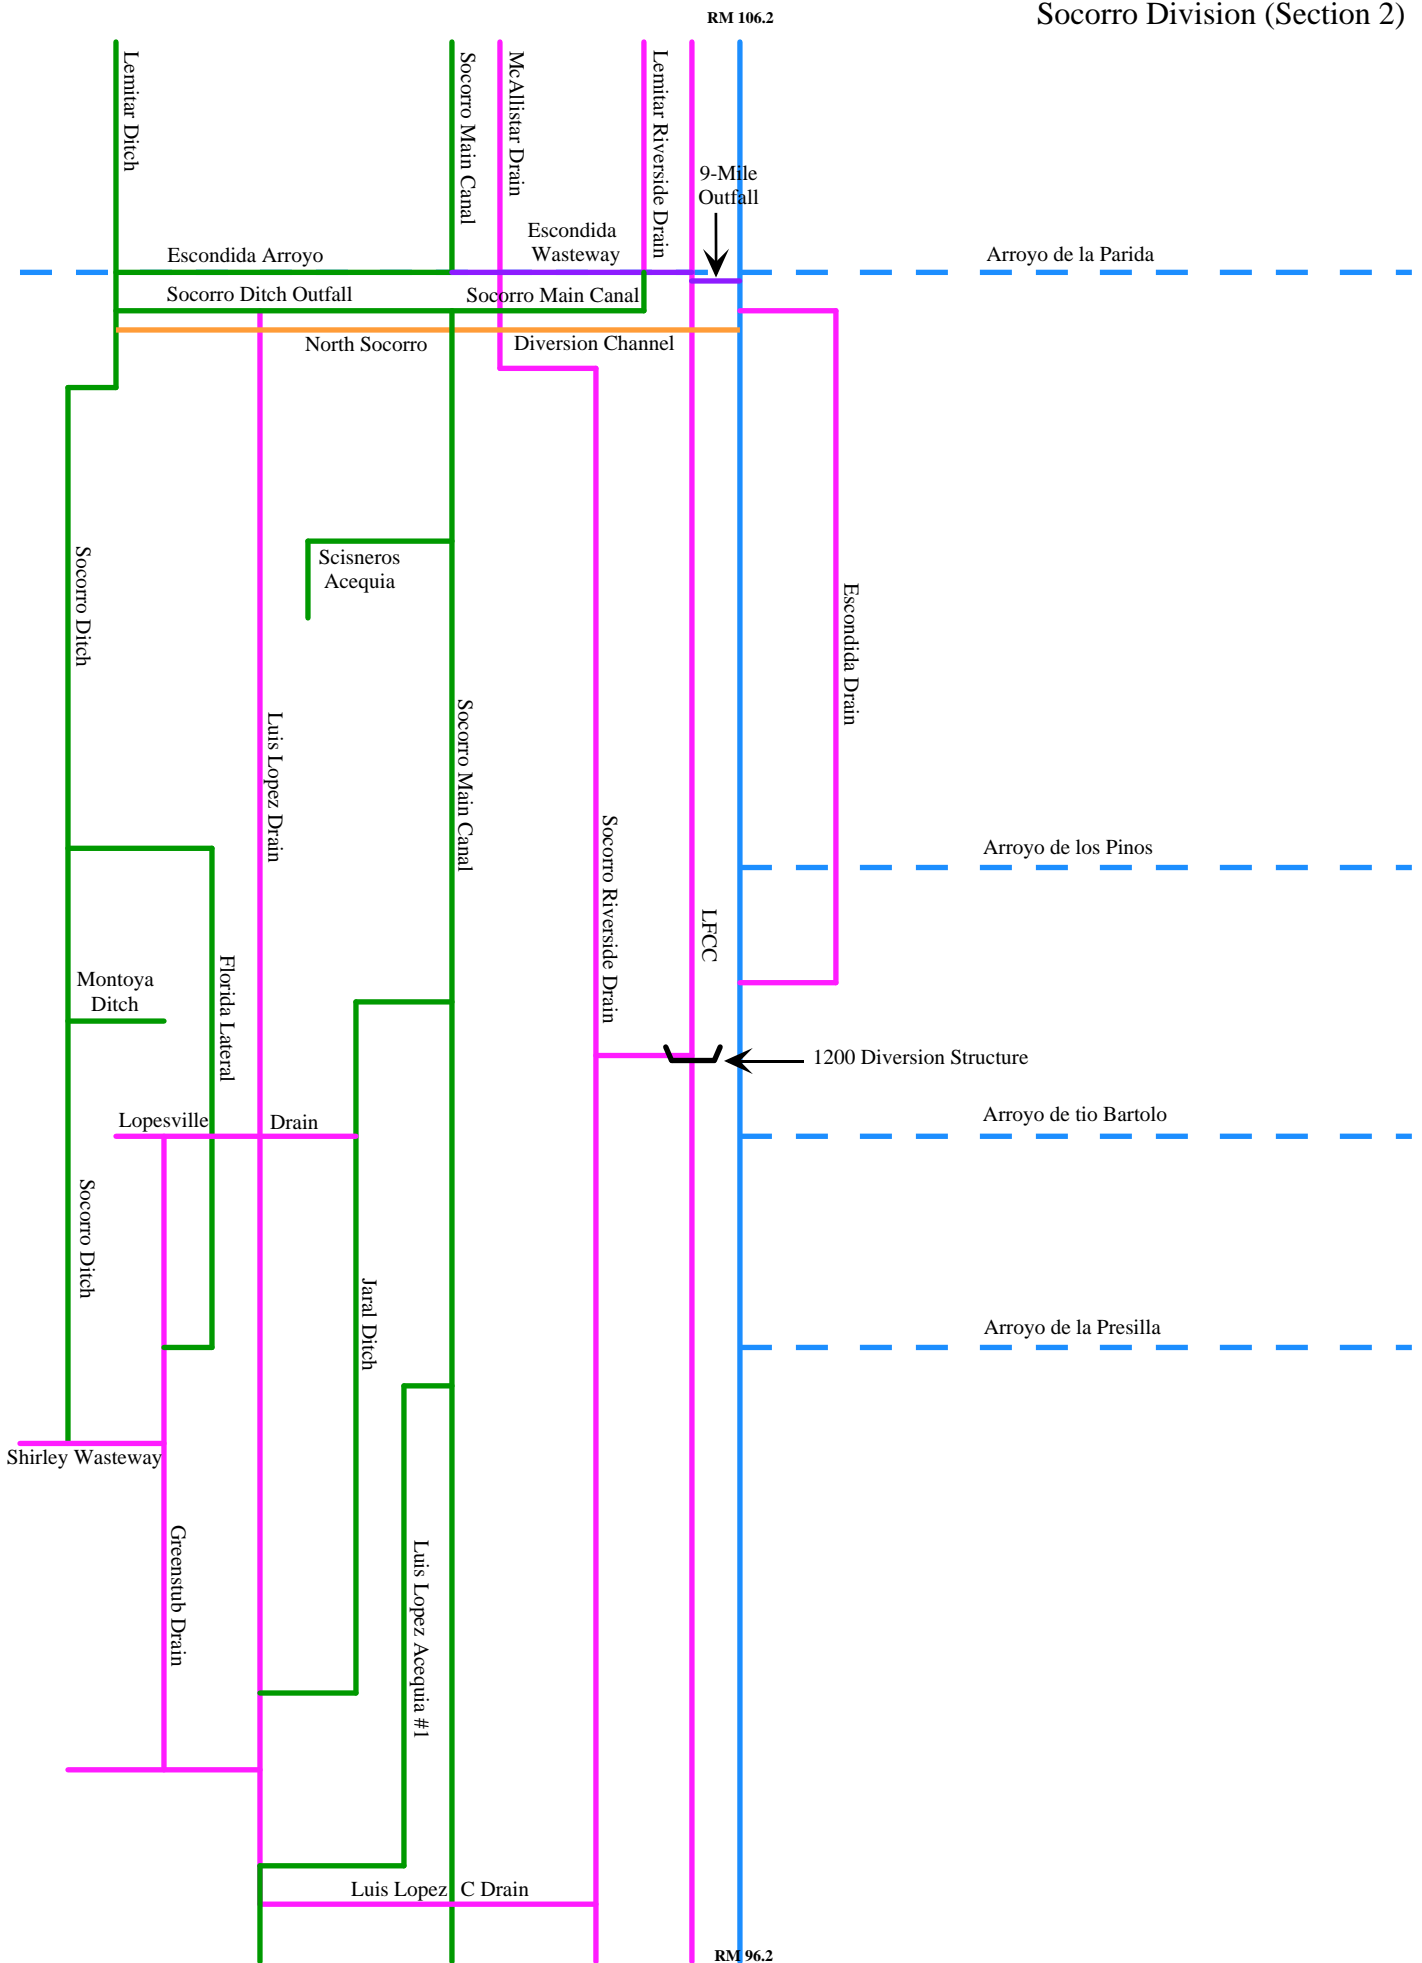 Socorro Division (Section 2)
RM 106.2
Lemitar Ditch
Socorro Main Canal
McAllistar Drain
Lemitar Riverside Drain
9-Mile
Outfall
Escondida
Wasteway
Escondida Arroyo
Arroyo de la Parida
Socorro Ditch Outfall
Socorro Main Canal
North Socorro
Diversion Channel
Scisneros
Acequia
Socorro Ditch
Escondida Drain
Luis Lopez Drain
Socorro Main Canal
Socorro Riverside Drain
Arroyo de los Pinos
LFCC
Florida Lateral
Montoya
Ditch
1200 Diversion Structure
Lopesville
Drain
Arroyo de tio Bartolo
Socorro Ditch
Jaral Ditch
Arroyo de la Presilla
Shirley Wasteway
Greenstub Drain
Luis Lopez Acequia #1
Luis Lopez
C Drain
RM 96.2